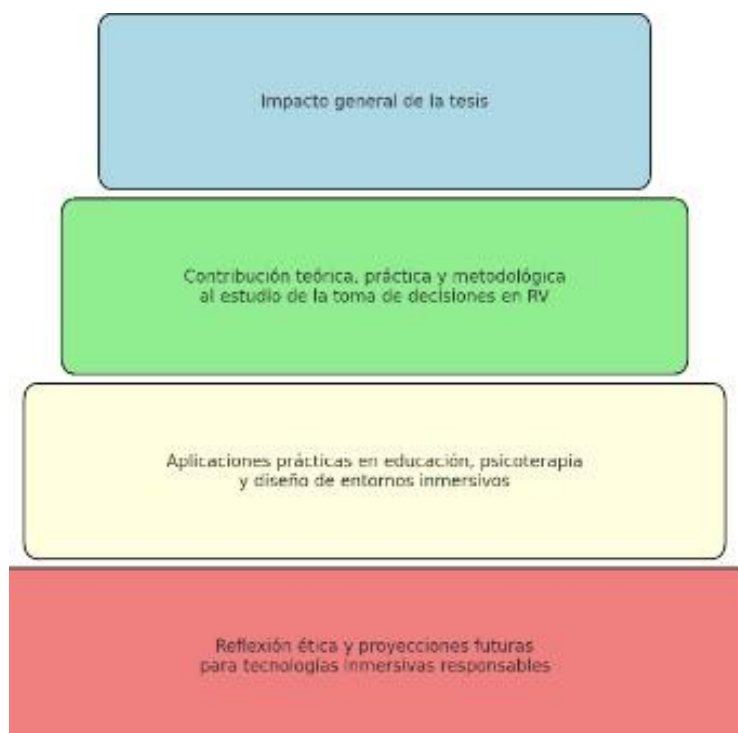 Impacto general de la tesis
Contribución teórica, práctica y metodológica
al estudio de la toma de decisiones en RV
Aplicaciones prácticas en educación, psicoterapia
y diseño de entornos inmersivos
Reflexión ética y proyecciones futuras
para tecnologías inmersivas responsables